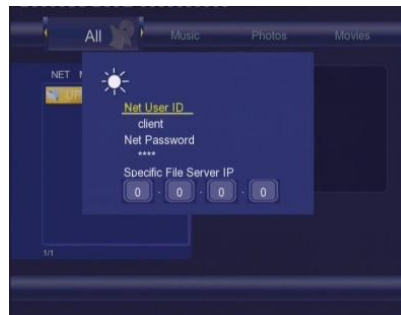 All Music Photos Movies
NET
Net User ID
client
Net Password
****
Specific File Server IP
0 . 0 . 0 . 0
1/1